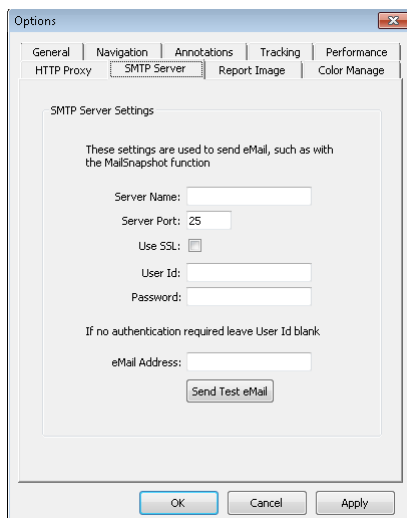 Options
General Navigation Annotations Tracking Performance
HTTP Proxy SMTP Server Report Image Color Manage
SMTP Server Settings
These settings are used to send eMail, such as with
the MailSnapshot function
Server Name:
Server Port: 25
Use SSL:
User Id:
Password:
If no authentication required leave User Id blank
eMail Address:
Send Test eMail
OK Cancel Apply